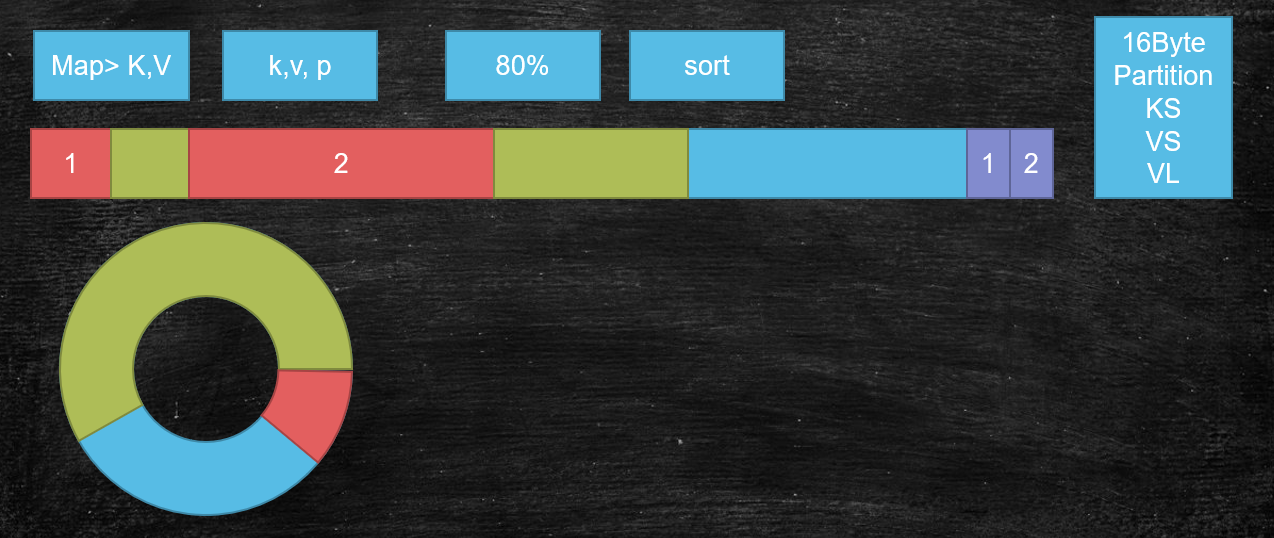 Map> K,V
k,v, p
80%
sort
16Byte
Partition
KS
VS
VL
1
2
1
2